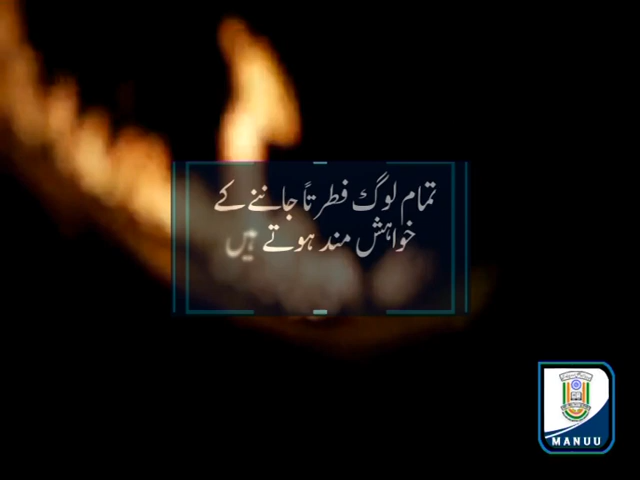 تمام لوگ فطرتاً جاننے کے
خواہش مند ہوتے ہیں
MANUU